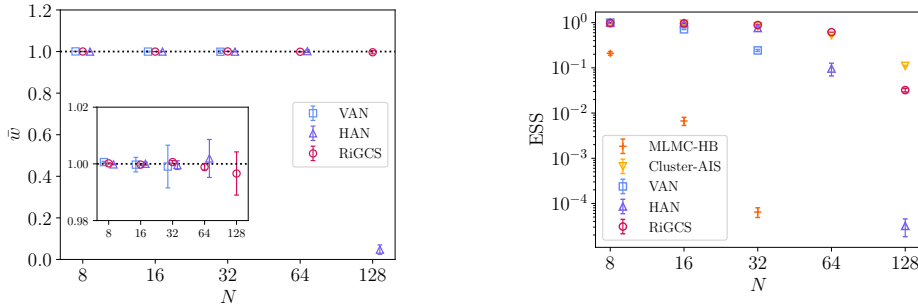 1.2
1.0
0.8
0.6
0.4
0.2
0.0
w̄
8
16
32
64
128
N
VAN
HAN
RiGCS
1.02
1.00
0.98
8
16
32
64
128
10⁰
10⁻¹
10⁻²
10⁻³
10⁻⁴
ESS
MLMC-HB
Cluster-AIS
VAN
HAN
RiGCS
8
16
32
64
128
N